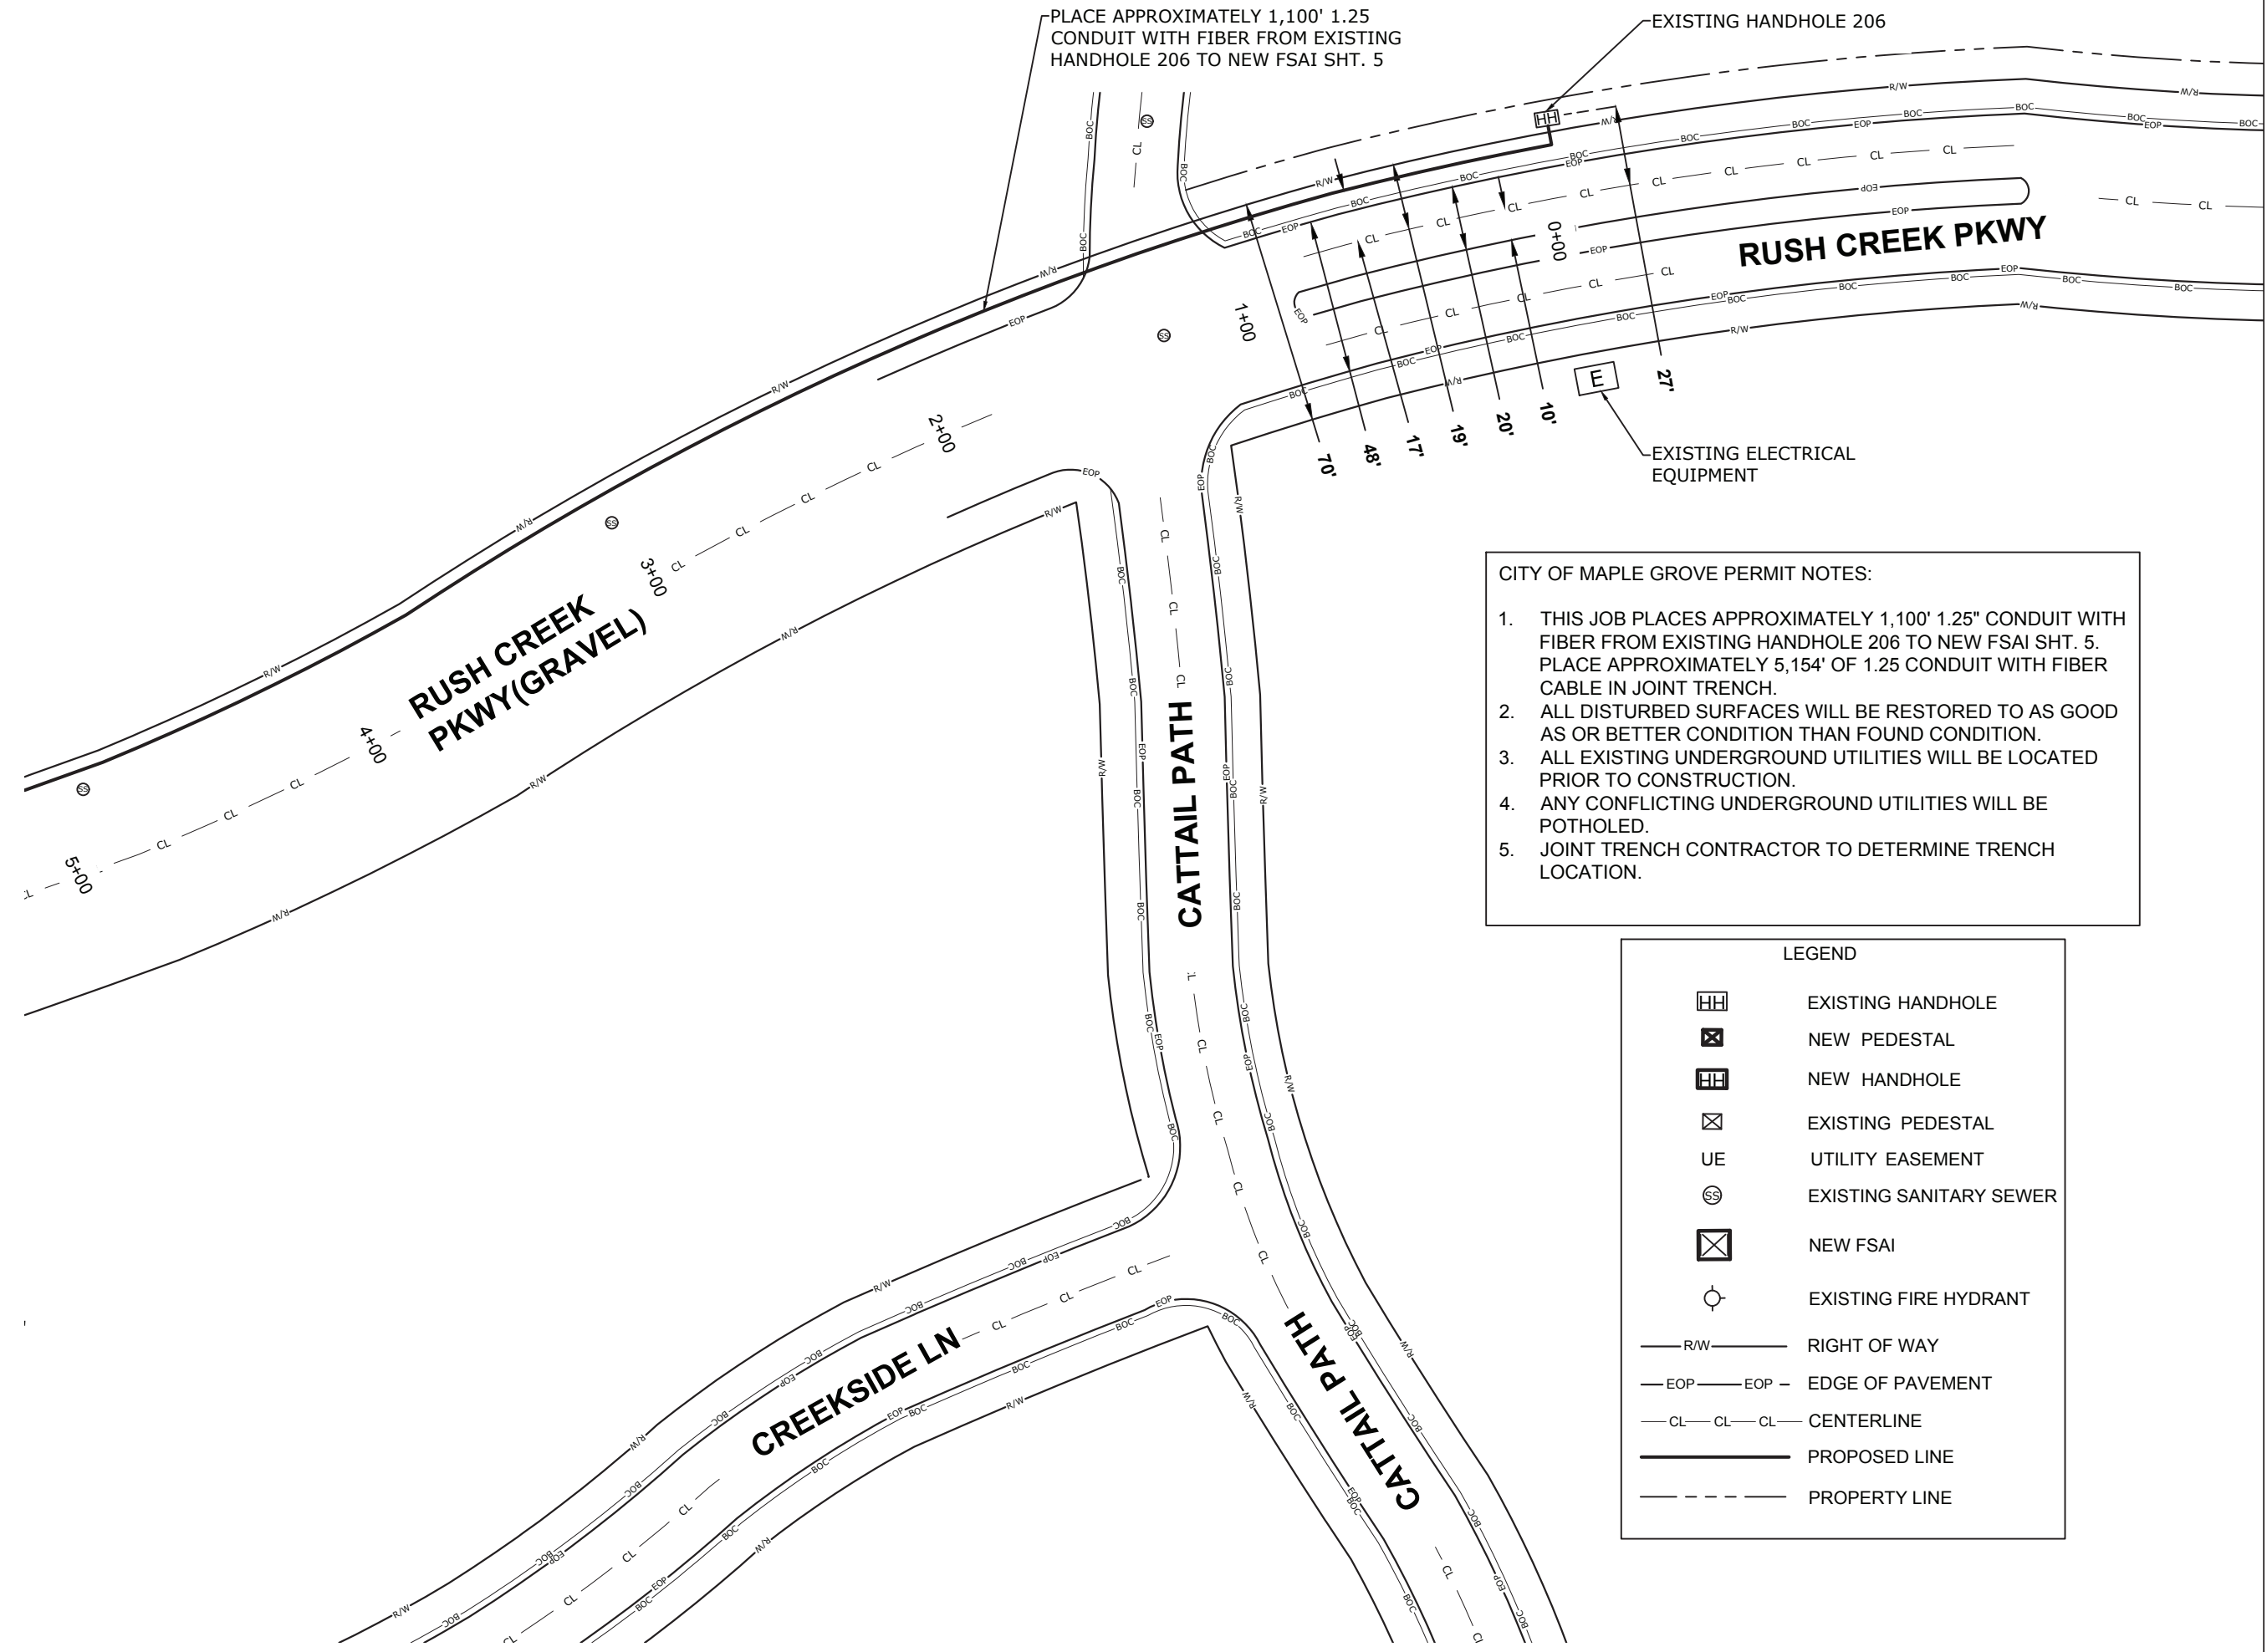 PLACE APPROXIMATELY 1,100' 1.25
CONDUIT WITH FIBER FROM EXISTING
HANDHOLE 206 TO NEW FSAI SHT. 5
EXISTING HANDHOLE 206
HH
RUSH CREEK PKWY
0+00
1+00
2+00
3+00
4+00
5+00
70'
48'
17'
19'
20'
10'
27'
E
EXISTING ELECTRICAL
EQUIPMENT
RUSH CREEK
PKWY(GRAVEL)
CATTAIL PATH
CREEKSIDE LN
CATTAIL PATH
R/W
BOC
EOP
CL
SS
CITY OF MAPLE GROVE PERMIT NOTES:
1. THIS JOB PLACES APPROXIMATELY 1,100' 1.25" CONDUIT WITH
FIBER FROM EXISTING HANDHOLE 206 TO NEW FSAI SHT. 5.
PLACE APPROXIMATELY 5,154' OF 1.25 CONDUIT WITH FIBER
CABLE IN JOINT TRENCH.
2. ALL DISTURBED SURFACES WILL BE RESTORED TO AS GOOD
AS OR BETTER CONDITION THAN FOUND CONDITION.
3. ALL EXISTING UNDERGROUND UTILITIES WILL BE LOCATED
PRIOR TO CONSTRUCTION.
4. ANY CONFLICTING UNDERGROUND UTILITIES WILL BE
POTHOLED.
5. JOINT TRENCH CONTRACTOR TO DETERMINE TRENCH
LOCATION.
LEGEND
HH EXISTING HANDHOLE
NEW PEDESTAL
HH NEW HANDHOLE
EXISTING PEDESTAL
UE UTILITY EASEMENT
SS EXISTING SANITARY SEWER
NEW FSAI
EXISTING FIRE HYDRANT
R/W RIGHT OF WAY
EOP EOP EDGE OF PAVEMENT
CL CL CL CENTERLINE
PROPOSED LINE
PROPERTY LINE